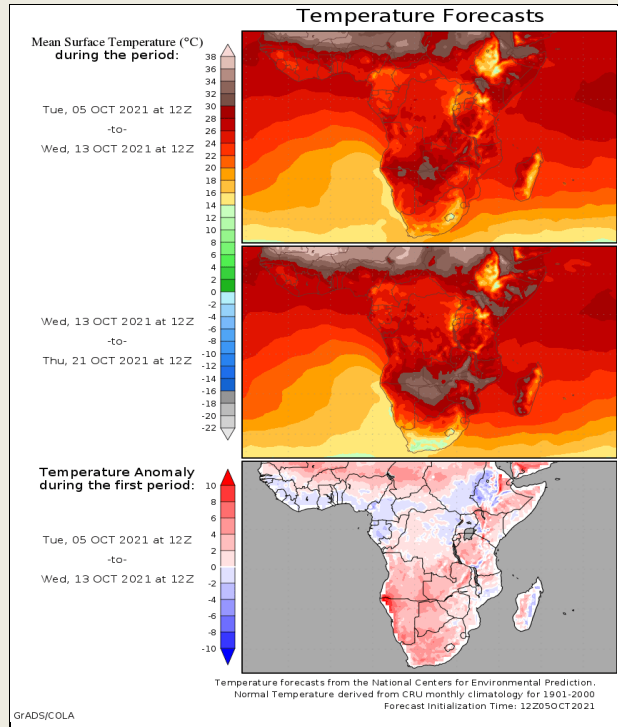 Temperature Forecasts
Mean Surface Temperature (°C)
during the period:
Tue, 05 OCT 2021 at 12Z
-to-
Wed, 13 OCT 2021 at 12Z
38
36
34
32
30
28
26
24
22
20
18
16
14
12
10
8
6
4
2
0
-2
-4
-6
-8
-10
-12
-14
-16
-18
-20
-22
Wed, 13 OCT 2021 at 12Z
-to-
Thu, 21 OCT 2021 at 12Z
Temperature Anomaly
during the first period:
Tue, 05 OCT 2021 at 12Z
-to-
Wed, 13 OCT 2021 at 12Z
10
8
6
4
2
0
-2
-4
-6
-8
-10
Temperature forecasts from the National Centers for Environmental Prediction.
Normal Temperature derived from CRU monthly climatology for 1901-2000
Forecast Initialization Time: 12Z05OCT2021
GrADS/COLA